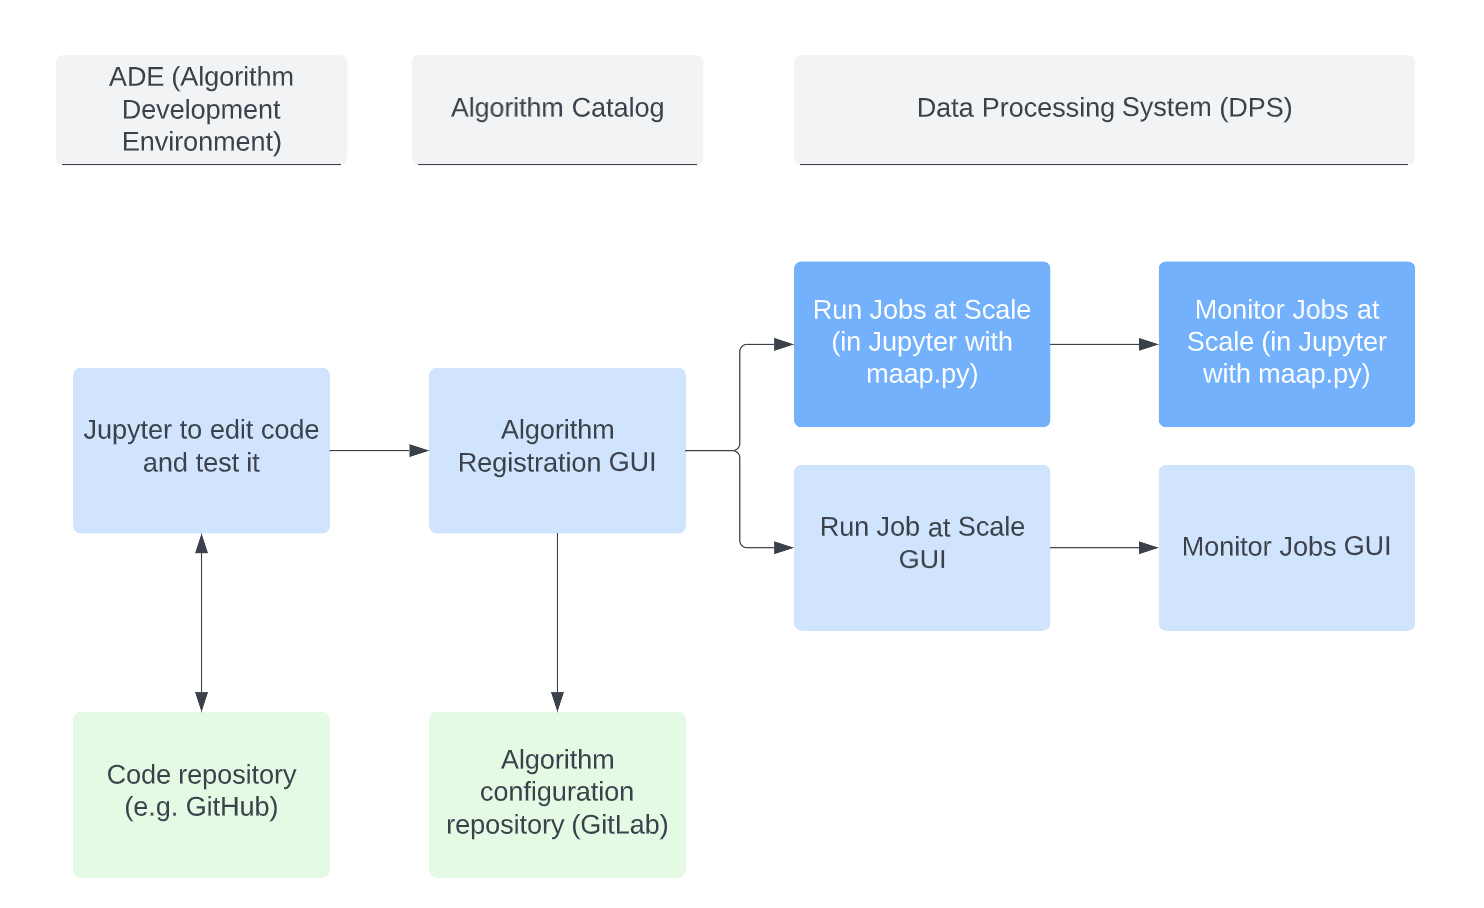 ADE (Algorithm
Development
Environment)
Algorithm Catalog
Data Processing System (DPS)
Run Jobs at Scale
(in Jupyter with
maap.py)
Monitor Jobs at
Scale (in Jupyter
with maap.py)
Jupyter to edit code
and test it
Algorithm
Registration GUI
Run Job at Scale
GUI
Monitor Jobs GUI
Code repository
(e.g. GitHub)
Algorithm
configuration
repository (GitLab)